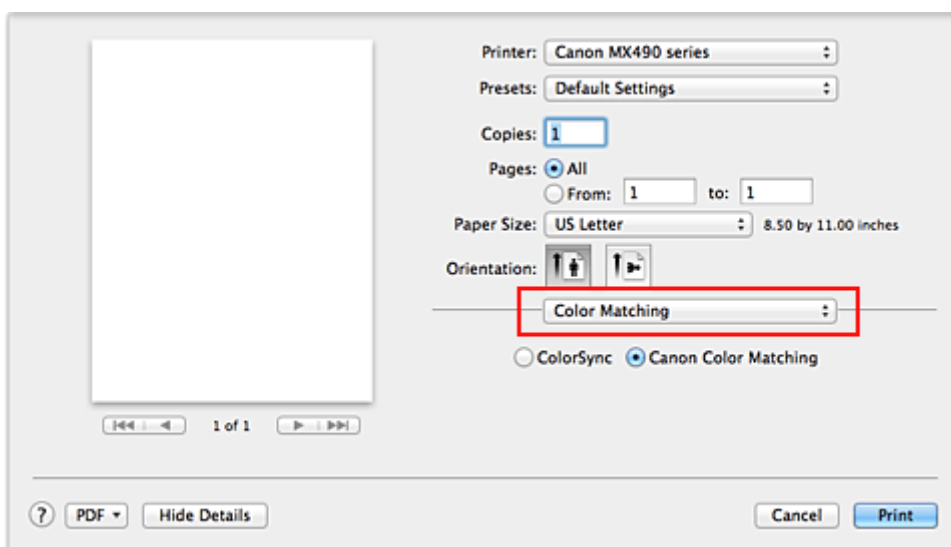 Printer: Canon MX490 series
Presets: Default Settings
Copies: 1
Pages: All
From: 1 to: 1
Paper Size: US Letter 8.50 by 11.00 inches
Orientation:
Color Matching
ColorSync Canon Color Matching
1 of 1
? PDF Hide Details Cancel Print